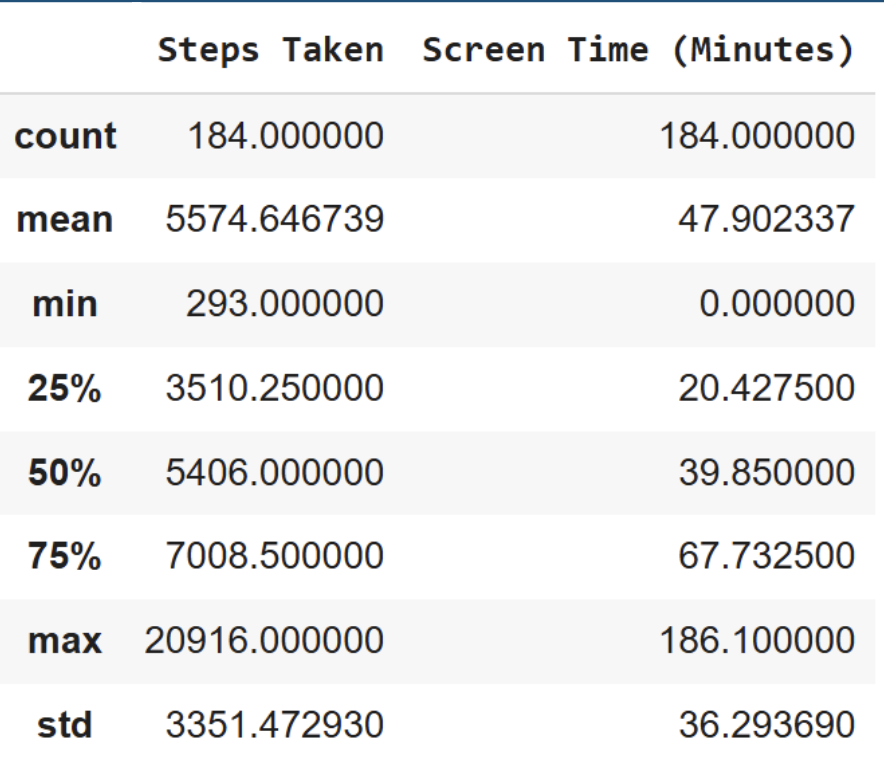 Steps Taken Screen Time (Minutes)
count 184.000000 184.000000
mean 5574.646739 47.902337
min 293.000000 0.000000
25% 3510.250000 20.427500
50% 5406.000000 39.850000
75% 7008.500000 67.732500
max 20916.000000 186.100000
std 3351.472930 36.293690